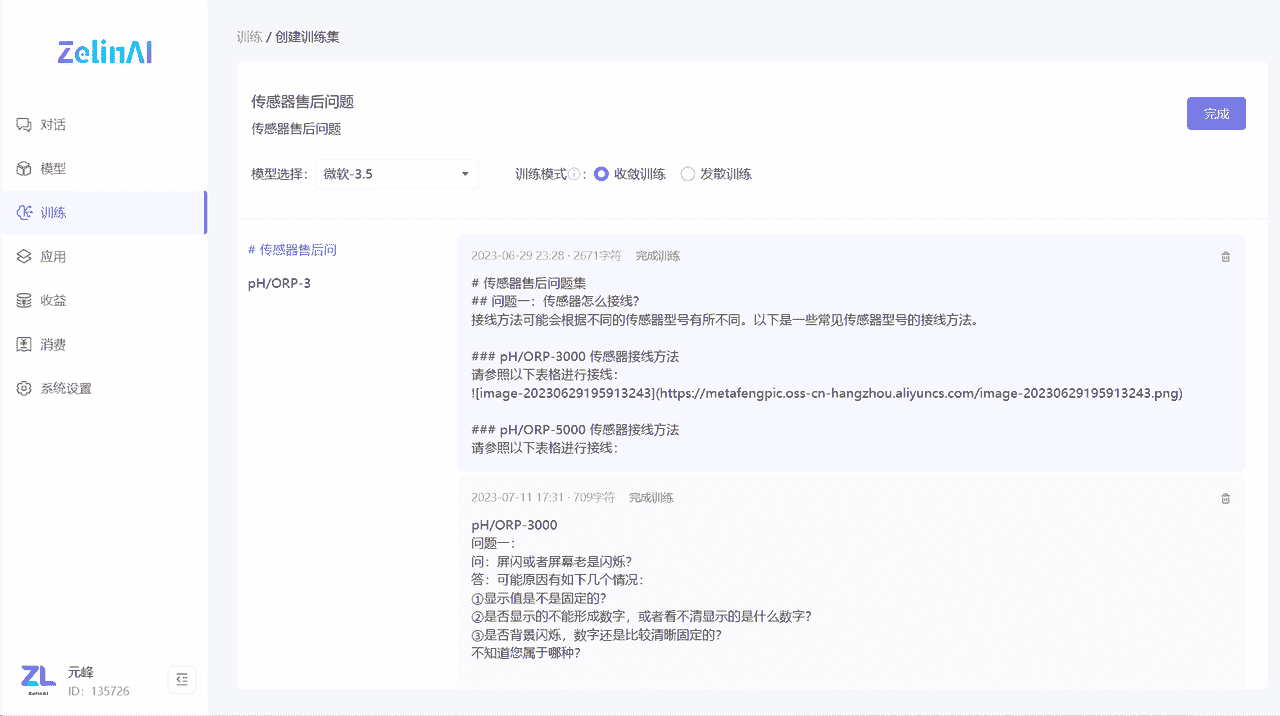 ZelinAI
对话
模型
训练
应用
收益
消费
系统设置
ZL
ZelinAI
元峰
ID: 135726
训练 / 创建训练集
传感器售后问题
传感器售后问题
完成
模型选择: 微软-3.5
训练模式: 收敛训练 发散训练
# 传感器售后问
pH/ORP-3
2023-06-29 23:28 · 2671字符 完成训练
# 传感器售后问题集
## 问题一：传感器怎么接线？
接线方法可能会根据不同的传感器型号有所不同。以下是一些常见传感器型号的接线方法。
### pH/ORP-3000 传感器接线方法
请参照以下表格进行接线：
![image-20230629195913243](https://metafengpic.oss-cn-hangzhou.aliyuncs.com/image-20230629195913243.png)
### pH/ORP-5000 传感器接线方法
请参照以下表格进行接线：
2023-07-11 17:31 · 709字符 完成训练
pH/ORP-3000
问题一：
问：屏闪或者屏幕老是闪烁？
答：可能原因有如下几个情况：
①显示值是不是固定的？
②是否显示的不能形成数字，或者看不清显示的是什么数字？
③是否背景闪烁，数字还是比较清晰固定的？
不知道您属于哪种？